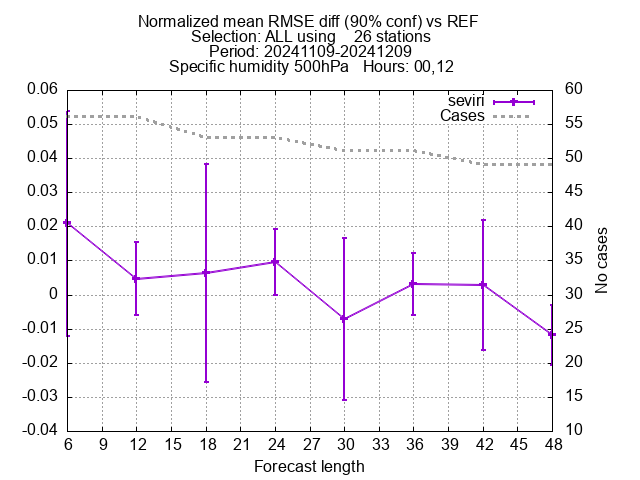 Normalized mean RMSE diff (90% conf) vs REF
Selection: ALL using    26 stations
Period: 20241109-20241209
Specific humidity 500hPa   Hours: 00,12
seviri
Cases
0.06
0.05
0.04
0.03
0.02
0.01
0
-0.01
-0.02
-0.03
-0.04
60
55
50
45
40
35
30
25
20
15
10
No cases
6 9 12 15 18 21 24 27 30 33 36 39 42 45 48
Forecast length